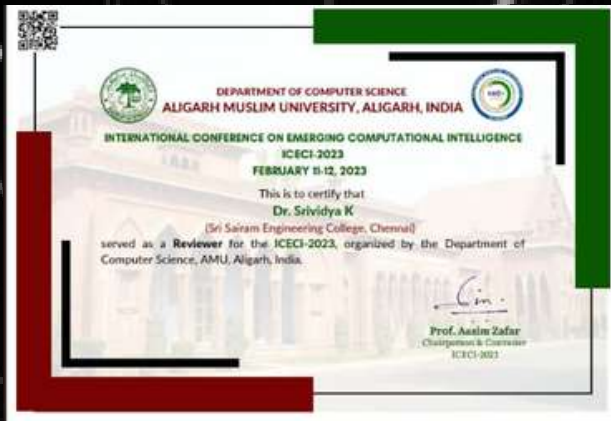 DEPARTMENT OF COMPUTER SCIENCE
ALIGARH MUSLIM UNIVERSITY, ALIGARH, INDIA
INTERNATIONAL CONFERENCE ON EMERGING COMPUTATIONAL INTELLIGENCE
ICECI-2023
FEBRUARY 11-12, 2023
This is to certify that
Dr. Srividya K
(Sri Sairam Engineering College, Chennai)
served as a Reviewer for the ICECI-2023, organized by the Department of
Computer Science, AMU, Aligarh, India.
Prof. Aasim Zafar
Chairperson & Convener
ICECI-2023